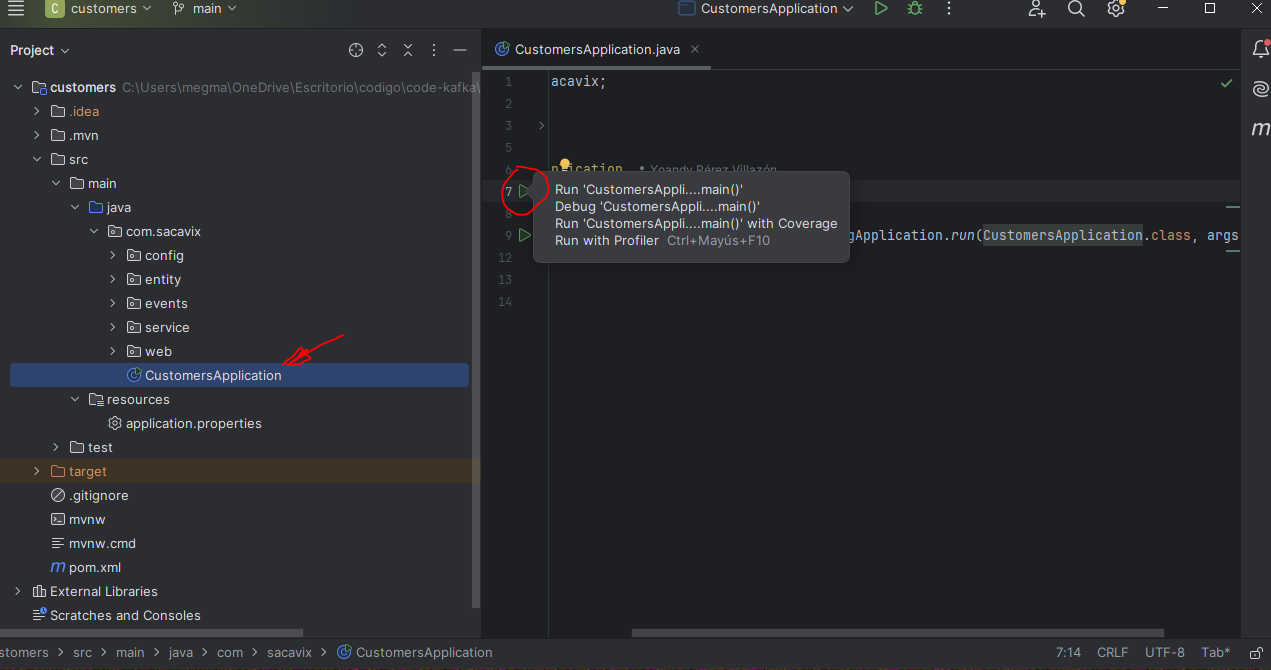 C customers main CustomersApplication
Project
CustomersApplication.java
customers C:\Users\megma\OneDrive\Escritorio\codigo\code-kafka\
.idea
.mvn
src
main
java
com.sacavix
config
entity
events
service
web
CustomersApplication
resources
application.properties
test
target
.gitignore
mvnw
mvnw.cmd
m pom.xml
External Libraries
Scratches and Consoles
1 acavix;
2
3
5
6 plication Yoandy Pérez Villazón
7
8
9 gApplication.run(CustomersApplication.class, args
12
13
14
Run 'CustomersAppli....main()'
Debug 'CustomersAppli....main()'
Run 'CustomersAppli....main()' with Coverage
Run with Profiler Ctrl+Mayús+F10
m
stomers > src > main > java > com > sacavix > CustomersApplication
7:14 CRLF UTF-8 Tab*